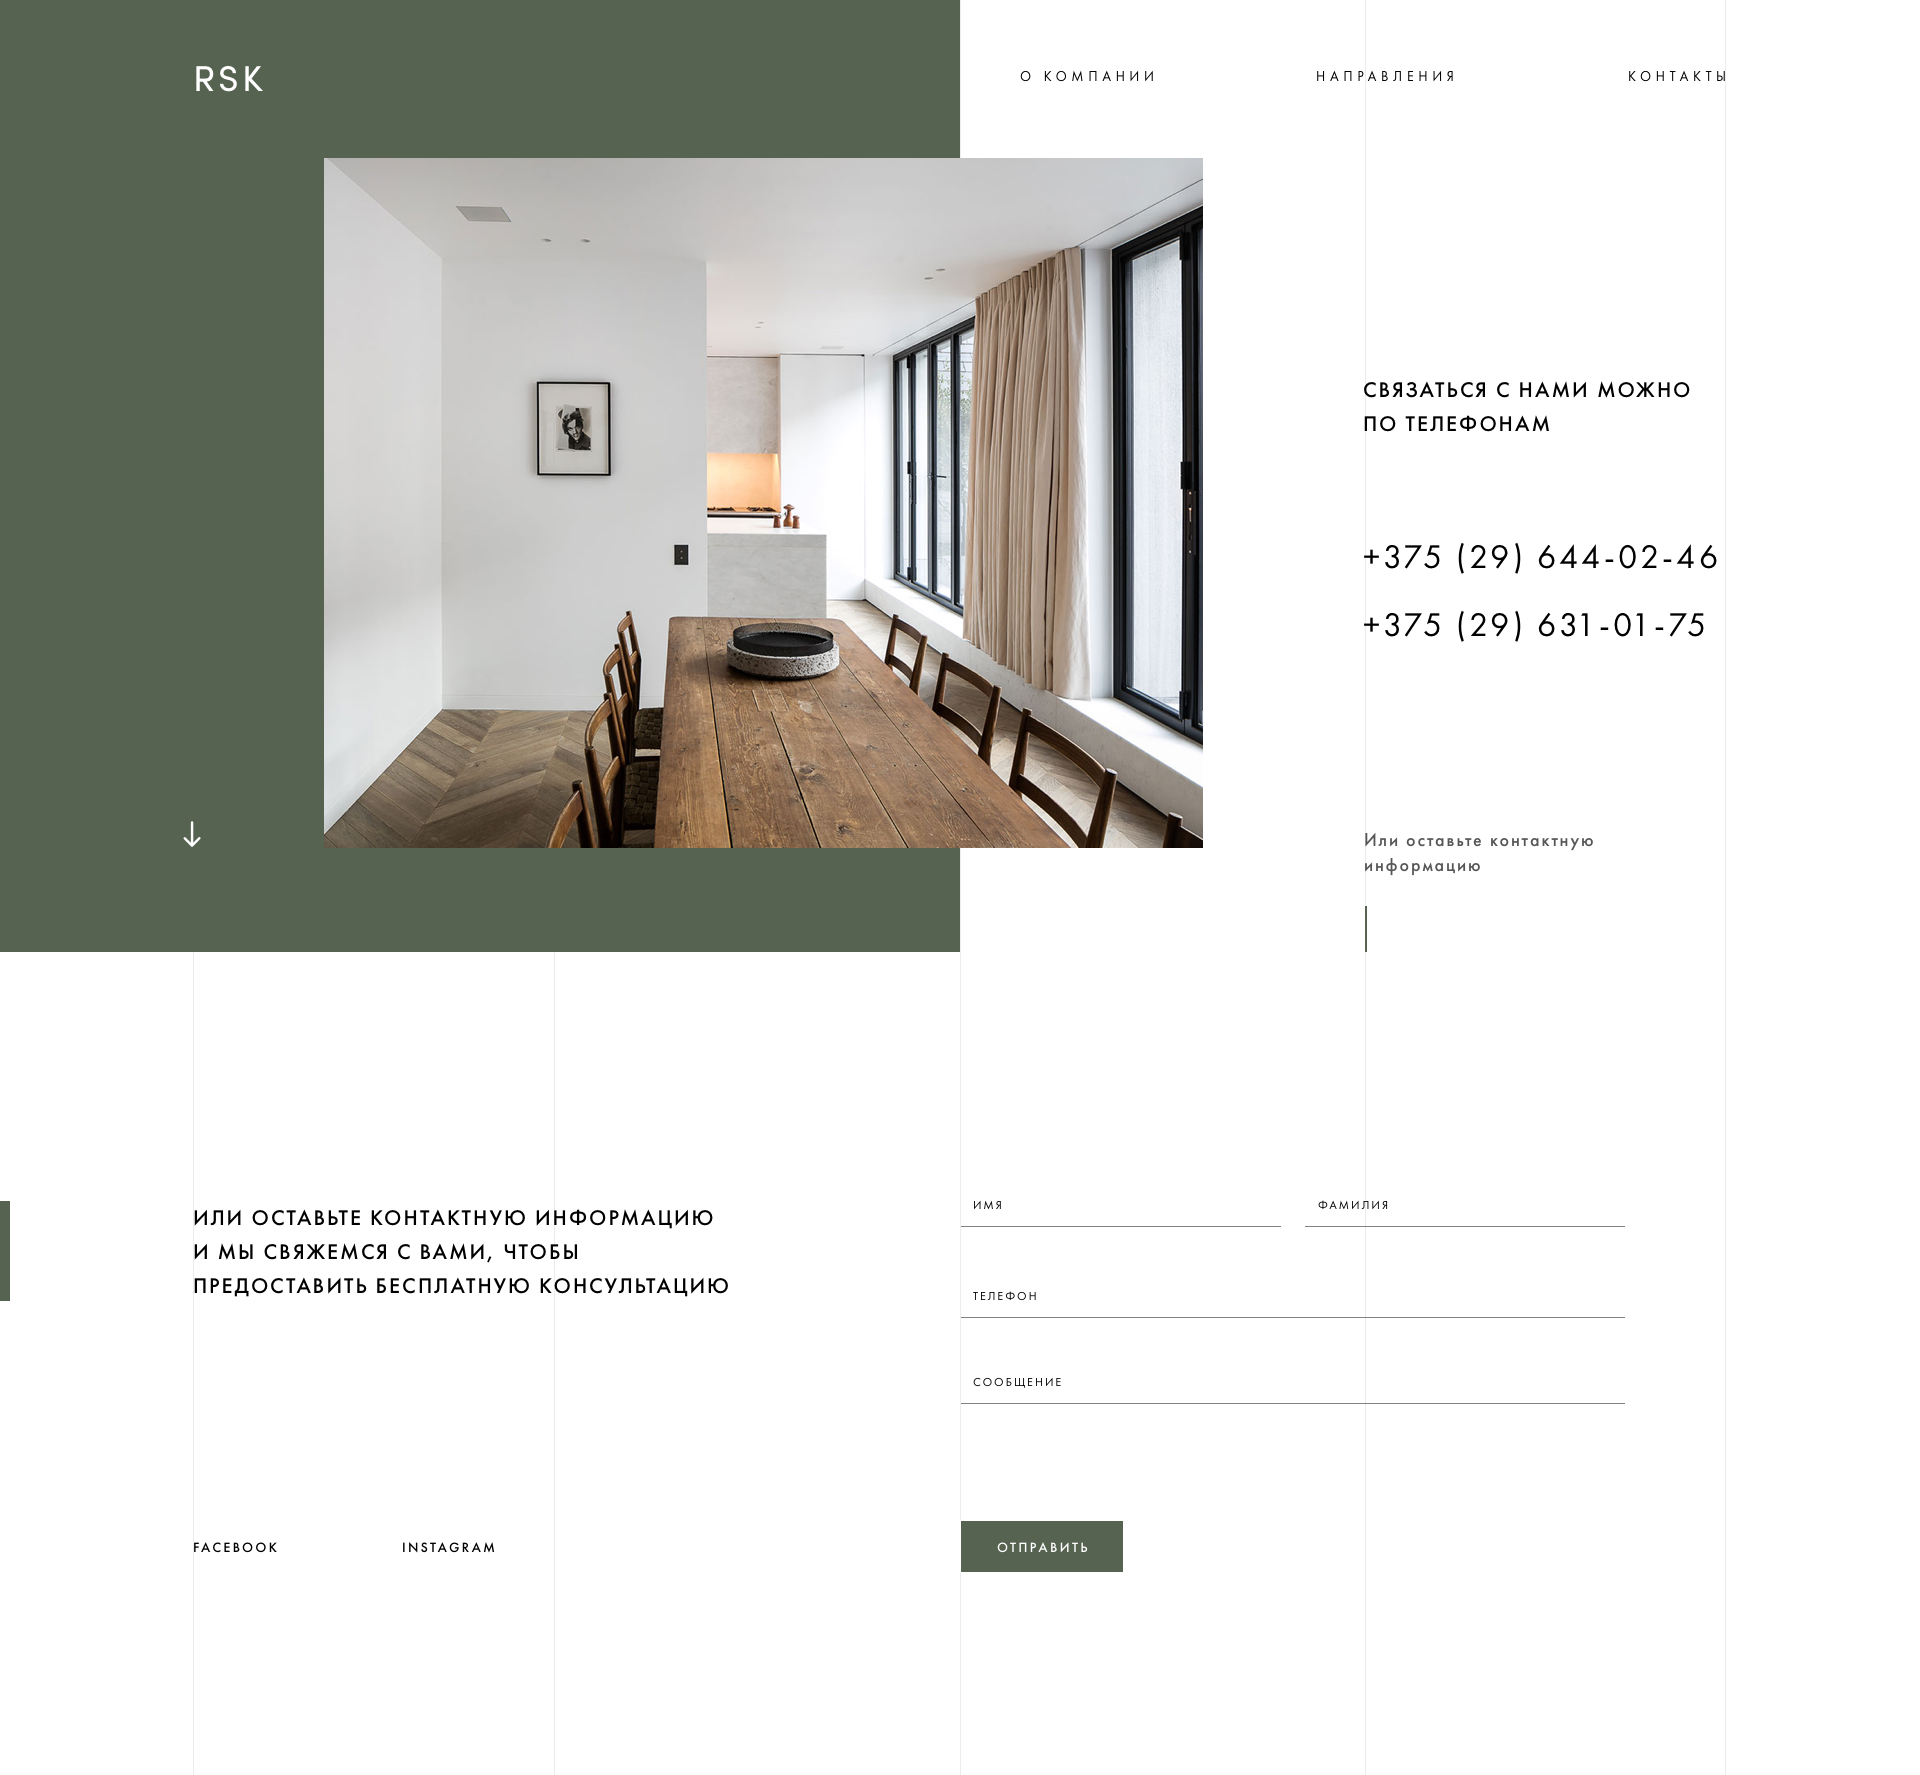 RSK
О КОМПАНИИ
НАПРАВЛЕНИЯ
КОНТАКТЫ
СВЯЗАТЬСЯ С НАМИ МОЖНО
ПО ТЕЛЕФОНАМ
+375 (29) 644-02-46
+375 (29) 631-01-75
Или оставьте контактную
информацию
ИЛИ ОСТАВЬТЕ КОНТАКТНУЮ ИНФОРМАЦИЮ
И МЫ СВЯЖЕМСЯ С ВАМИ, ЧТОБЫ
ПРЕДОСТАВИТЬ БЕСПЛАТНУЮ КОНСУЛЬТАЦИЮ
ИМЯ
ФАМИЛИЯ
ТЕЛЕФОН
СООБЩЕНИЕ
FACEBOOK
INSTAGRAM
ОТПРАВИТЬ